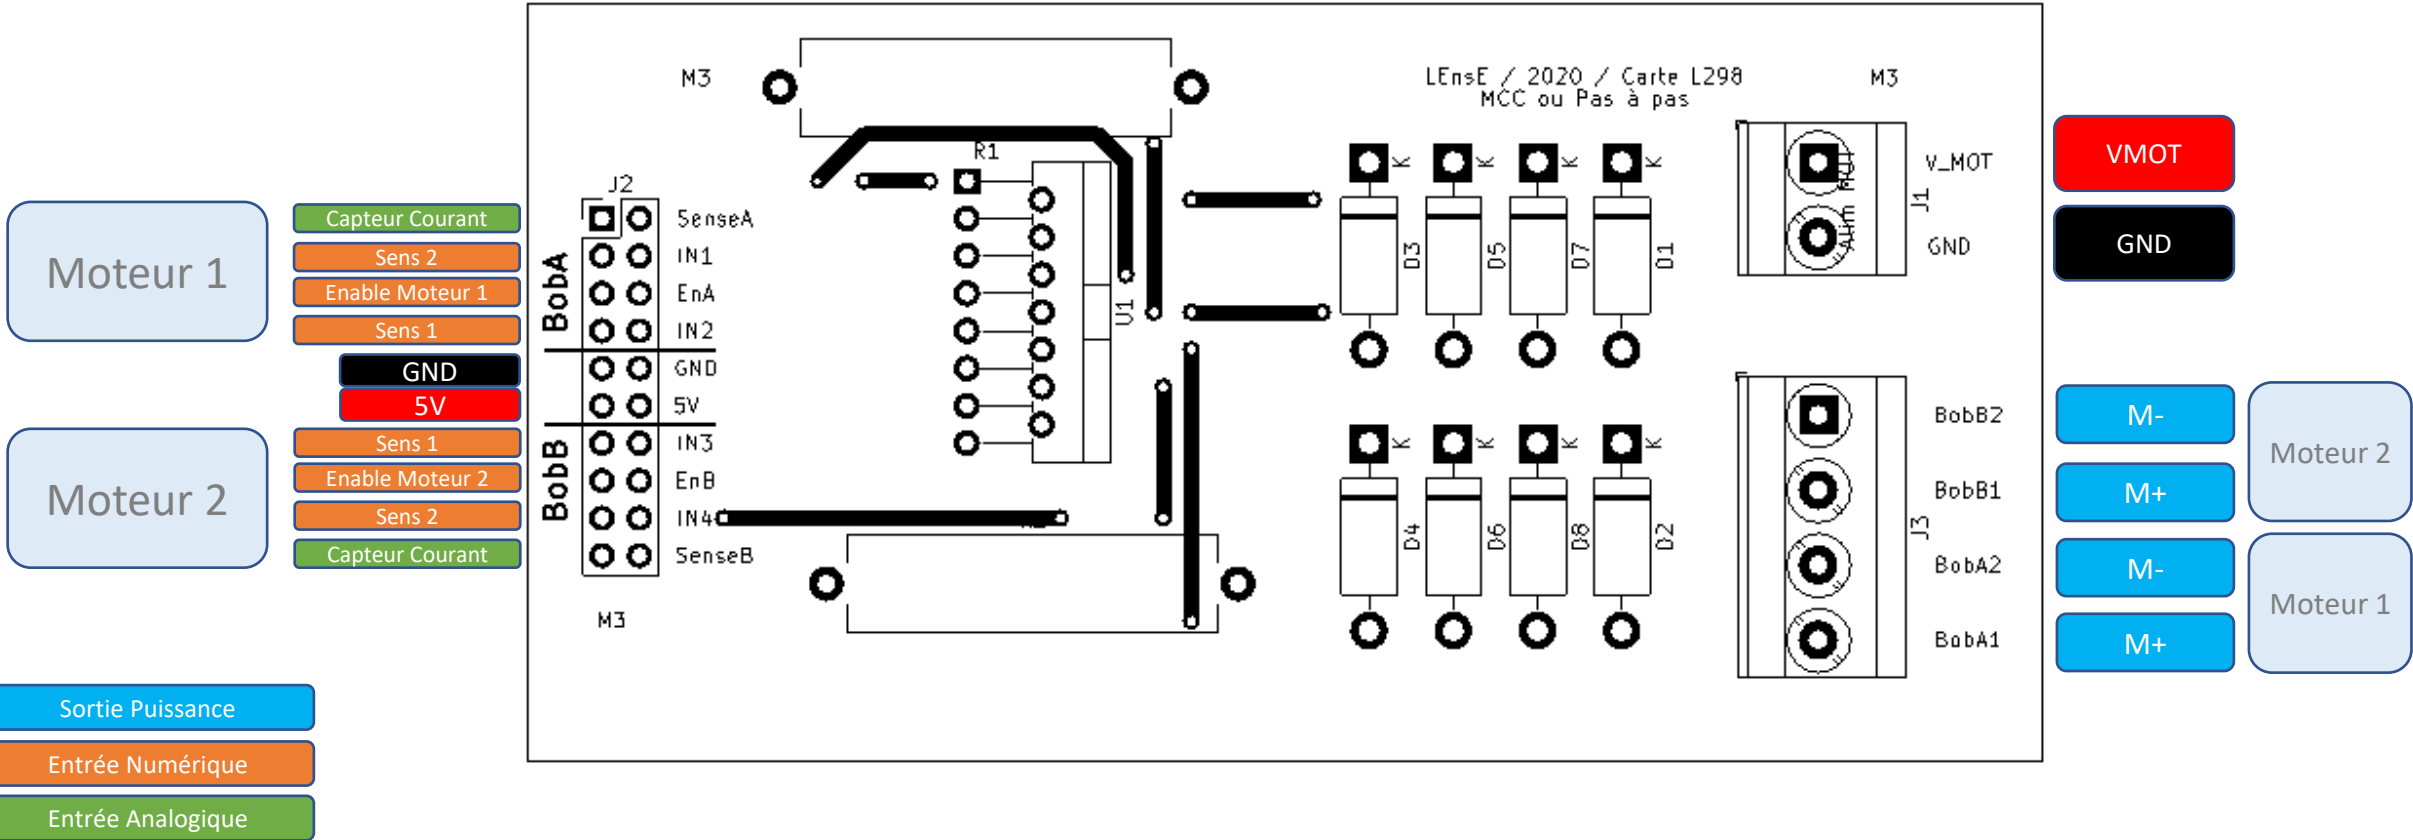 M3
LEnsE / 2020 / Carte L298
MCC ou Pas à pas
M3
R1
K
K
K
K
V_MOT
VMOT
Alim MOT
J1
GND
GND
Moteur 1
J2
Capteur Courant
SenseA
Sens 2
IN1
Enable Moteur 1
EnA
Sens 1
IN2
BobA
GND
GND
5V
5V
U1
D3
D5
D7
D1
Moteur 2
Sens 1
IN3
Enable Moteur 2
EnB
Sens 2
IN4
Capteur Courant
SenseB
BobB
M3
K
K
K
K
D4
D6
D8
D2
BobB2
M-
BobB1
M+
Moteur 2
J3
BobA2
M-
BobA1
M+
Moteur 1
Sortie Puissance
Entrée Numérique
Entrée Analogique